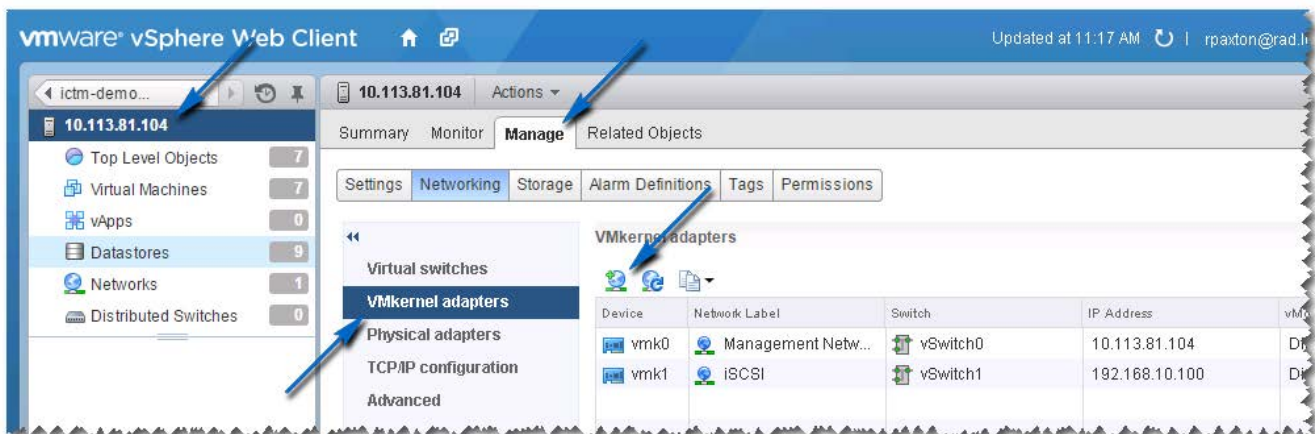 vmware® vSphere Web Client
Updated at 11:17 AM | rpaxton@rad.l
ictm-demo...
10.113.81.104 Actions
10.113.81.104
Summary Monitor Manage Related Objects
Top Level Objects 7
Virtual Machines 7
vApps 0
Datastores 9
Networks 1
Distributed Switches 0
Settings Networking Storage Alarm Definitions Tags Permissions
Virtual switches
VMkernel adapters
Physical adapters
TCP/IP configuration
Advanced
VMkernel adapters
Device Network Label Switch IP Address
vmk0 Management Netw... vSwitch0 10.113.81.104
vmk1 iSCSI vSwitch1 192.168.10.100